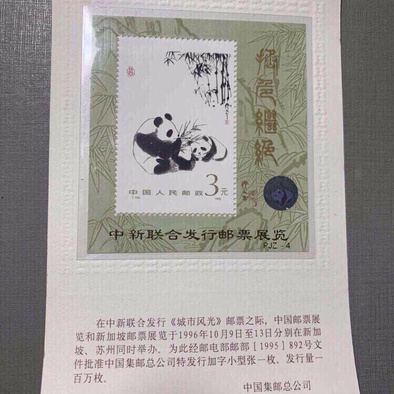 3元
中国人民邮政
中新联合发行邮票展览
PJZ-4
在中新联合发行《城市风光》邮票之际，中国邮票展
览和新加坡邮票展览于1996年10月9日至13日分别在新加
坡、苏州同时举办。为此经邮电部邮部[1995]892号文
件批准中国集邮总公司特发行加字小型张一枚、发行量一
百万枚。
中国集邮总公司